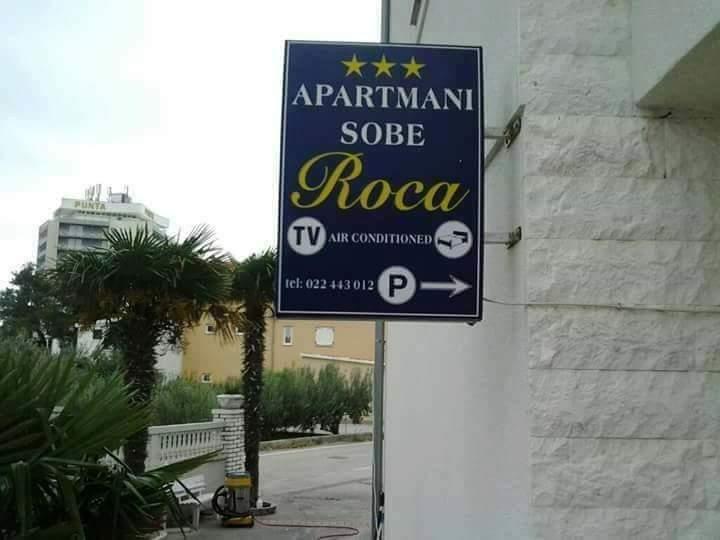 PUNTA
APARTMANI
SOBE
Roca
TV AIR CONDITIONED
tel: 022 443 012 P